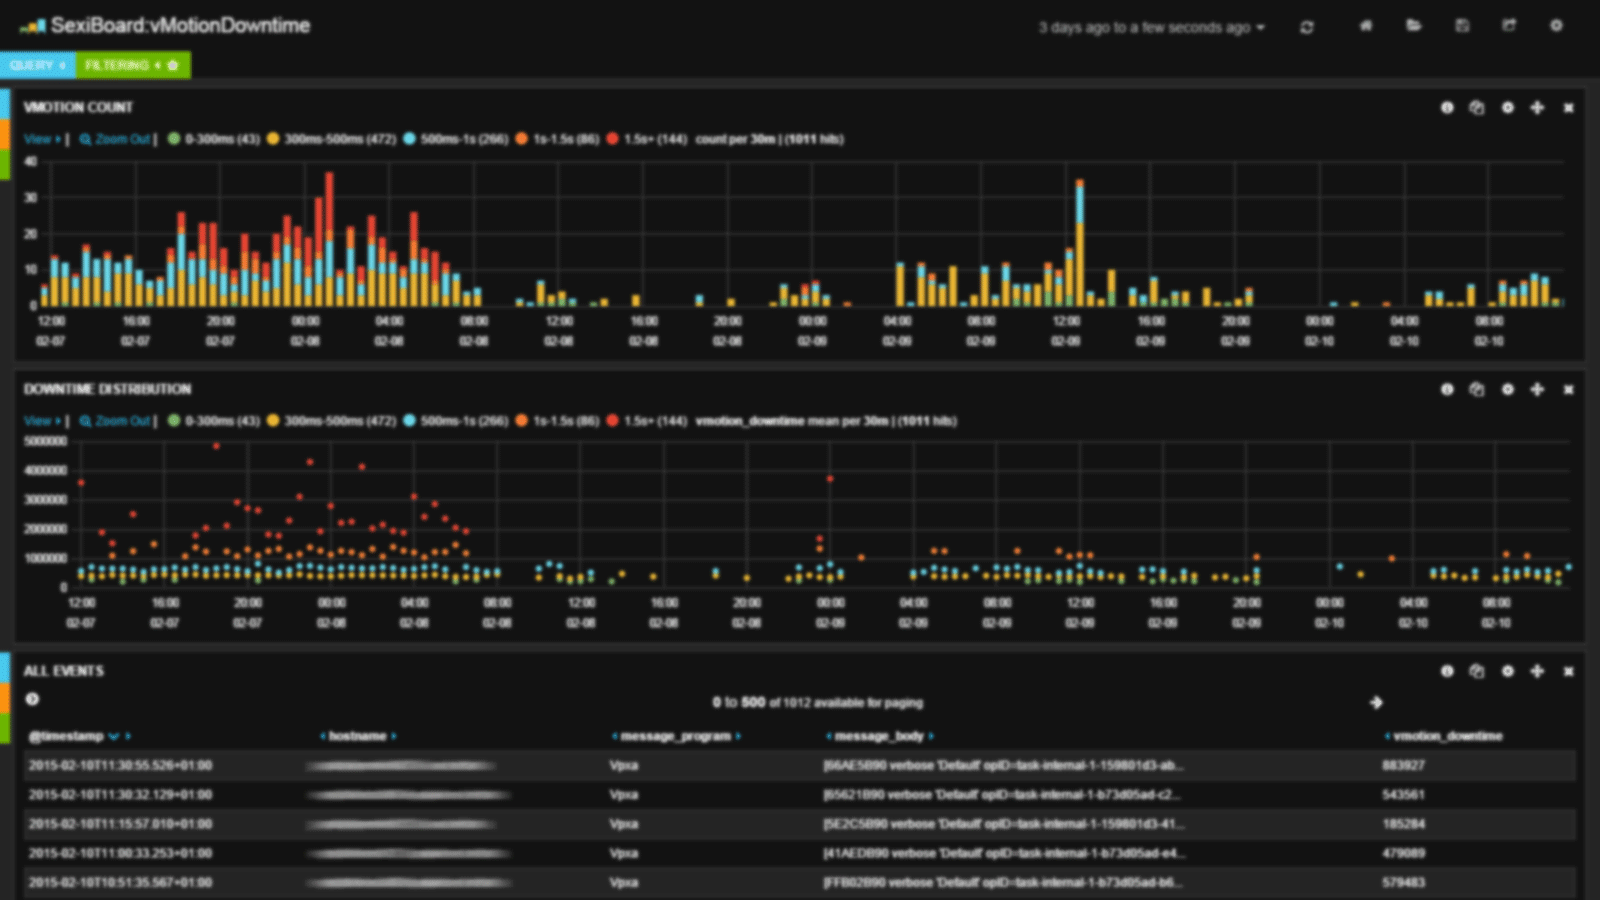 SexiBoard:vMotionDowntime
3 days ago to a few seconds ago
QUERY
FILTERING
VMOTION COUNT
View | Zoom Out | 0-300ms (43) 300ms-500ms (472) 500ms-1s (266) 1s-1.5s (86) 1.5s+ (144) count per 30m | (1011 hits)
40
30
20
10
0
12:00 16:00 20:00 00:00 04:00 08:00 12:00 16:00 20:00 00:00 04:00 08:00 12:00 16:00 20:00 00:00 04:00 08:00
02-07 02-07 02-07 02-08 02-08 02-08 02-08 02-08 02-08 02-09 02-09 02-09 02-09 02-09 02-09 02-10 02-10 02-10
DOWNTIME DISTRIBUTION
View | Zoom Out | 0-300ms (43) 300ms-500ms (472) 500ms-1s (266) 1s-1.5s (86) 1.5s+ (144) vmotion_downtime mean per 30m | (1011 hits)
5000000
4000000
3000000
2000000
1000000
0
12:00 16:00 20:00 00:00 04:00 08:00 12:00 16:00 20:00 00:00 04:00 08:00 12:00 16:00 20:00 00:00 04:00 08:00
02-07 02-07 02-07 02-08 02-08 02-08 02-08 02-08 02-08 02-09 02-09 02-09 02-09 02-09 02-09 02-10 02-10 02-10
ALL EVENTS
0 to 500 of 1012 available for paging
@timestamp hostname message_program message_body vmotion_downtime
2015-02-10T11:30:55.526+01:00 Vpxa [66AE5B90 verbose 'Default' opID=task-internal-1-159801d3-ab... 883927
2015-02-10T11:30:32.129+01:00 Vpxa [65621B90 verbose 'Default' opID=task-internal-1-b73d05ad-c2... 543561
2015-02-10T11:15:57.010+01:00 Vpxa [5E2C5B90 verbose 'Default' opID=task-internal-1-159801d3-41... 185284
2015-02-10T11:00:33.253+01:00 Vpxa [41AEDB90 verbose 'Default' opID=task-internal-1-b73d05ad-e4... 479089
2015-02-10T10:51:35.567+01:00 Vpxa [FFB02B90 verbose 'Default' opID=task-internal-1-b73d05ad-b6... 579483